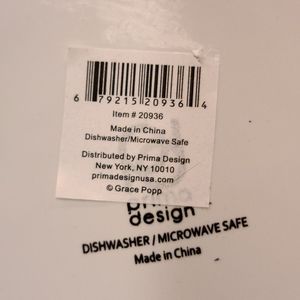 6 79215 20936 4
Item # 20936
Made in China
Dishwasher/Microwave Safe
Distributed by Prima Design
New York, NY 10010
primadesignusa.com
© Grace Popp
design
DISHWASHER / MICROWAVE SAFE
Made in China